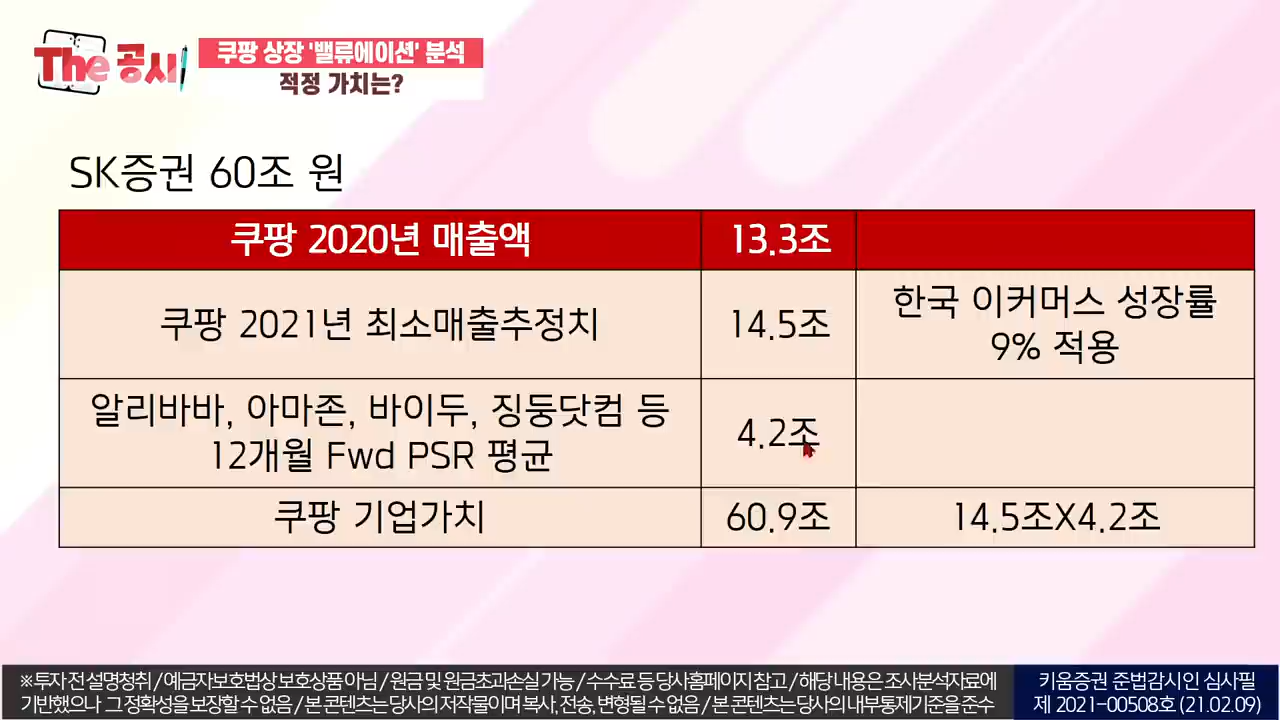 The 공시
쿠팡 상장 '밸류에이션' 분석
적정 가치는?
SK증권 60조 원
쿠팡 2020년 매출액 13.3조
쿠팡 2021년 최소매출추정치 14.5조 한국 이커머스 성장률
9% 적용
알리바바, 아마존, 바이두, 징둥닷컴 등
12개월 Fwd PSR 평균 4.2조
쿠팡 기업가치 60.9조 14.5조X4.2조
※투자 전 설명청취 / 예금자보호법상 보호상품 아님 / 원금 및 원금초과손실 가능 / 수수료 등 당사홈페이지 참고 / 해당 내용은 조사분석자료에
기반했으나 그 정확성을 보장할 수 없음 / 본 콘텐츠는 당사의 저작물이며 복사, 전송, 변형될 수 없음 / 본 콘텐츠는 당사의 내부통제기준을 준수
키움증권 준법감시인 심사필
제 2021-00508호 (21.02.09)